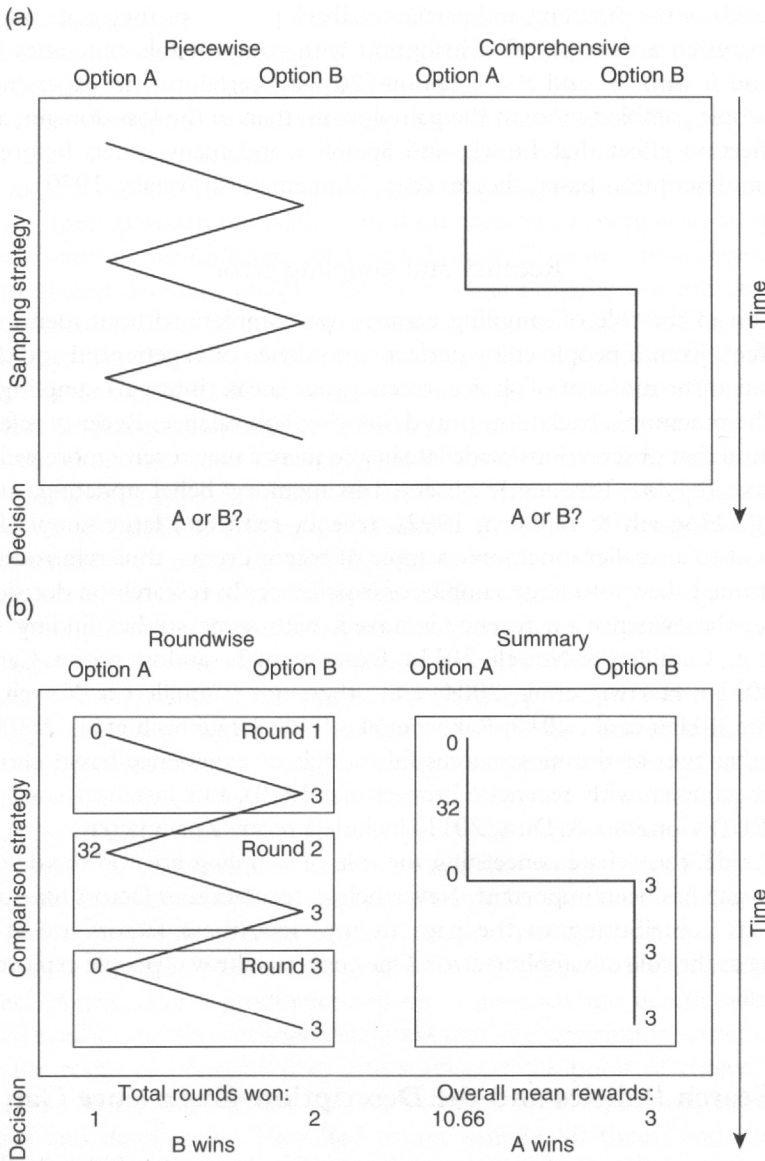 (a)
Piecewise
Comprehensive
Option A
Option B
Option A
Option B
Sampling strategy
Time
Decision
A or B?
A or B?
(b)
Roundwise
Summary
Option A
Option B
Option A
Option B
Comparison strategy
0
Round 1
3
32
Round 2
3
0
Round 3
3
0
32
0
3
3
3
Time
Decision
Total rounds won:
1
2
B wins
Overall mean rewards:
10.66
3
A wins